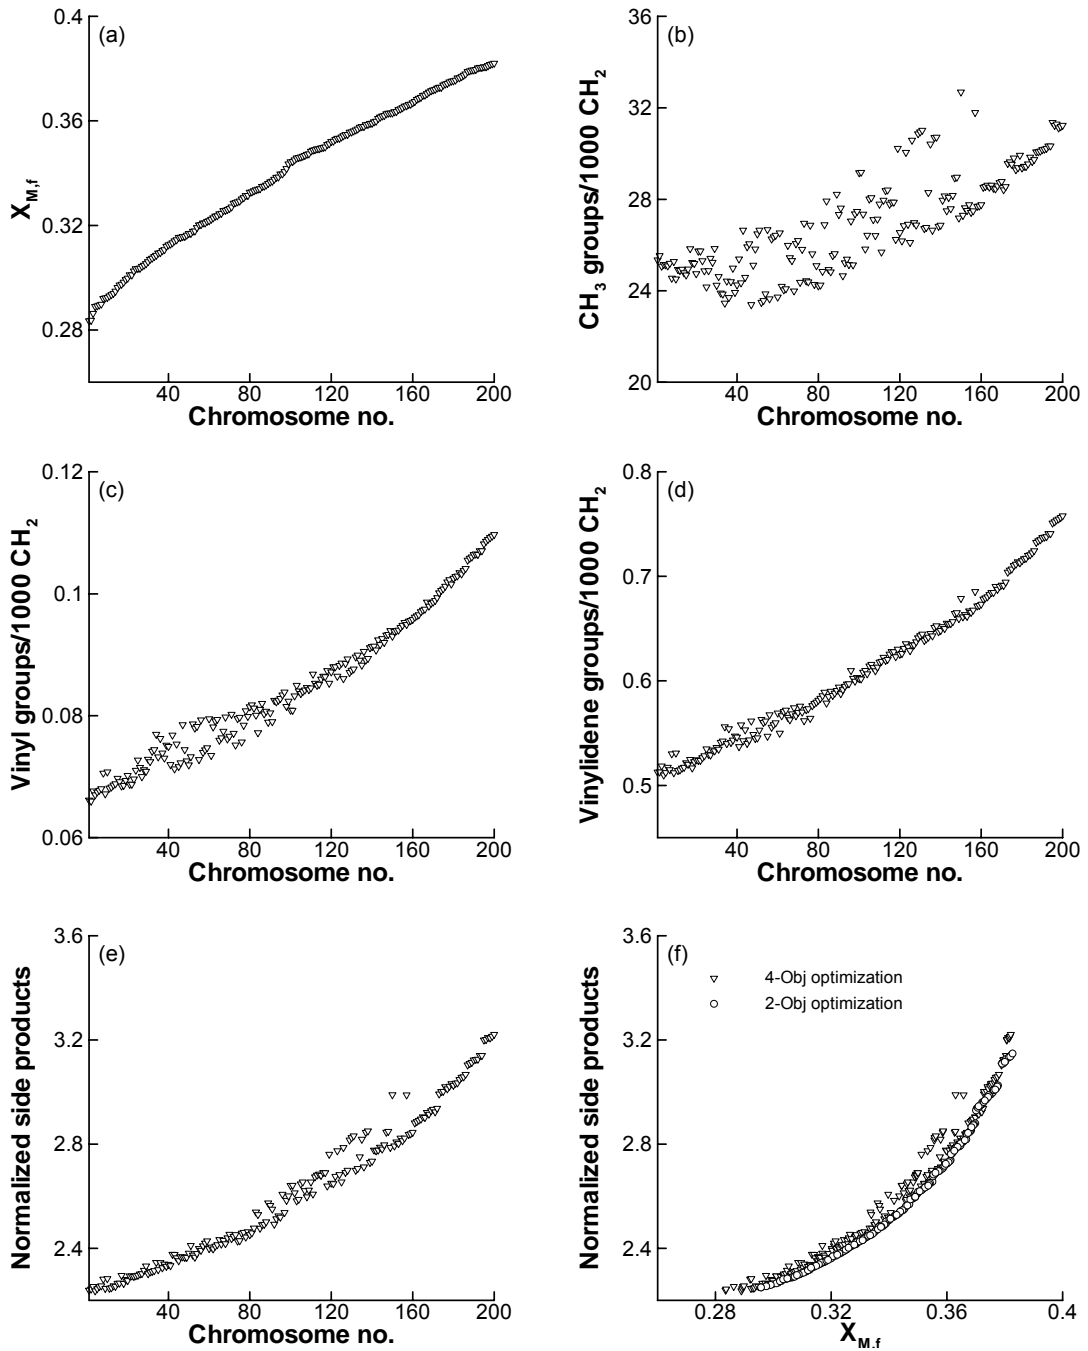 (a)
X_M,f
0.4
0.36
0.32
0.28
40 80 120 160 200
Chromosome no.
(b)
CH3 groups/1000 CH2
36
32
28
24
20
40 80 120 160 200
Chromosome no.
(c)
Vinyl groups/1000 CH2
0.12
0.1
0.08
0.06
40 80 120 160 200
Chromosome no.
(d)
Vinylidene groups/1000 CH2
0.8
0.7
0.6
0.5
40 80 120 160 200
Chromosome no.
(e)
Normalized side products
3.6
3.2
2.8
2.4
40 80 120 160 200
Chromosome no.
(f)
4-Obj optimization
2-Obj optimization
Normalized side products
3.6
3.2
2.8
2.4
0.28 0.32 0.36 0.4
X_M,f